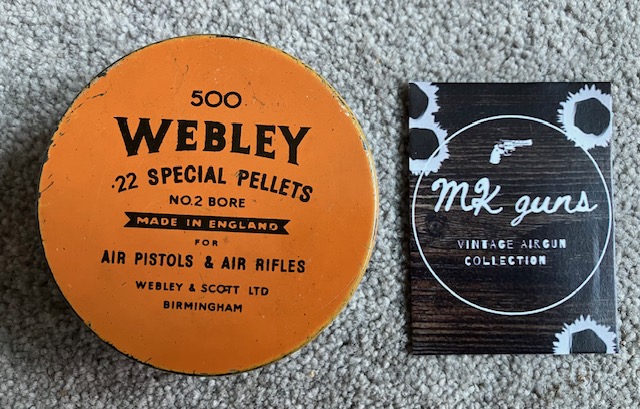 500
WEBLEY
·22 SPECIAL PELLETS
NO.2 BORE
MADE IN ENGLAND
FOR
AIR PISTOLS & AIR RIFLES
WEBLEY & SCOTT LTD
BIRMINGHAM
MK guns
VINTAGE AIRGUN
COLLECTION